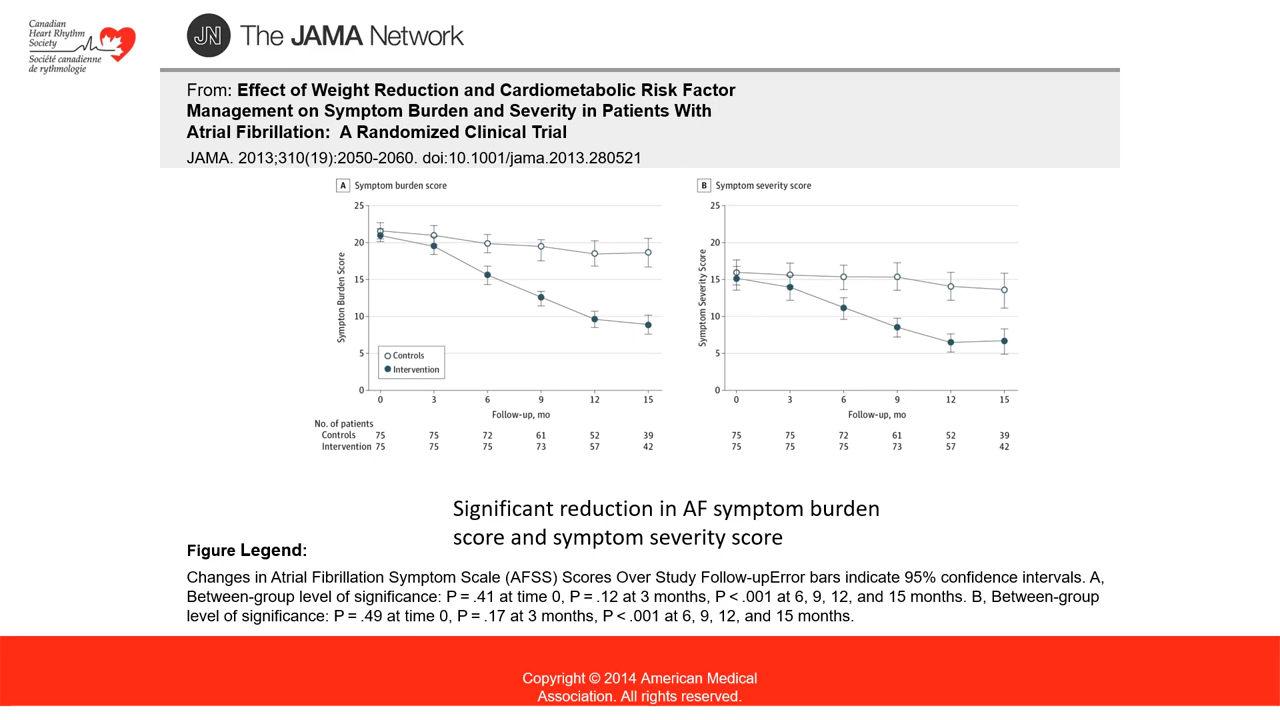 Canadian
Heart Rhythm
Society
Société canadienne
de rythmologie
JN The JAMA Network
From: Effect of Weight Reduction and Cardiometabolic Risk Factor
Management on Symptom Burden and Severity in Patients With
Atrial Fibrillation: A Randomized Clinical Trial
JAMA. 2013;310(19):2050-2060. doi:10.1001/jama.2013.280521
A Symptom burden score
25
20
15
10
5
0
Sympton Burden Score
Controls
Intervention
0 3 6 9 12 15
Follow-up, mo
No. of patients
Controls 75 75 72 61 52 39
Intervention 75 75 75 73 57 42
B Symptom severity score
25
20
15
10
5
0
Symptom Severity Score
0 3 6 9 12 15
Follow-up, mo
75 75 72 61 52 39
75 75 75 73 57 42
Significant reduction in AF symptom burden
score and symptom severity score
Figure Legend:
Changes in Atrial Fibrillation Symptom Scale (AFSS) Scores Over Study Follow-upError bars indicate 95% confidence intervals. A,
Between-group level of significance: P = .41 at time 0, P = .12 at 3 months, P < .001 at 6, 9, 12, and 15 months. B, Between-group
level of significance: P = .49 at time 0, P = .17 at 3 months, P < .001 at 6, 9, 12, and 15 months.
Copyright © 2014 American Medical
Association. All rights reserved.